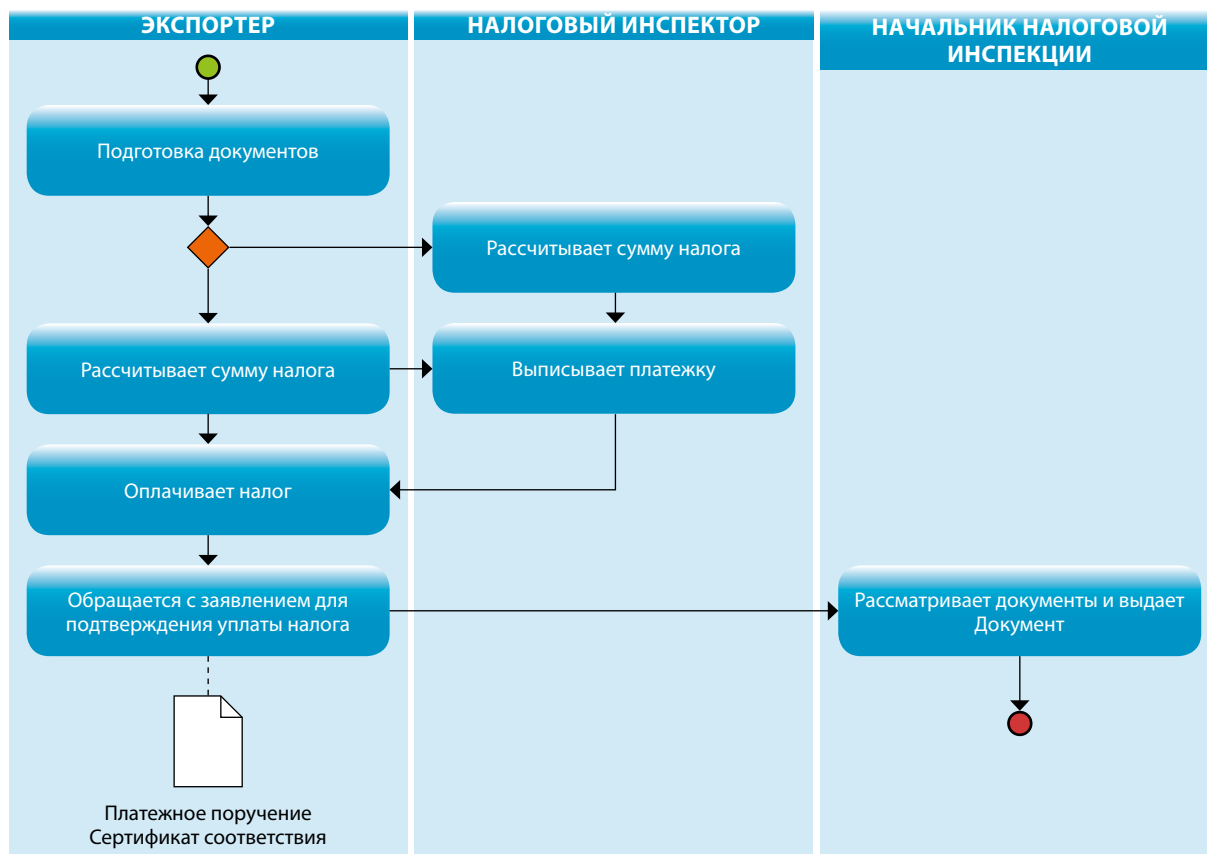 ЭКСПОРТЕР
НАЛОГОВЫЙ ИНСПЕКТОР
НАЧАЛЬНИК НАЛОГОВОЙ
ИНСПЕКЦИИ
Подготовка документов
Рассчитывает сумму налога
Рассчитывает сумму налога
Выписывает платежку
Оплачивает налог
Обращается с заявлением для
подтверждения уплаты налога
Рассматривает документы и выдает
Документ
Платежное поручение
Сертификат соответствия